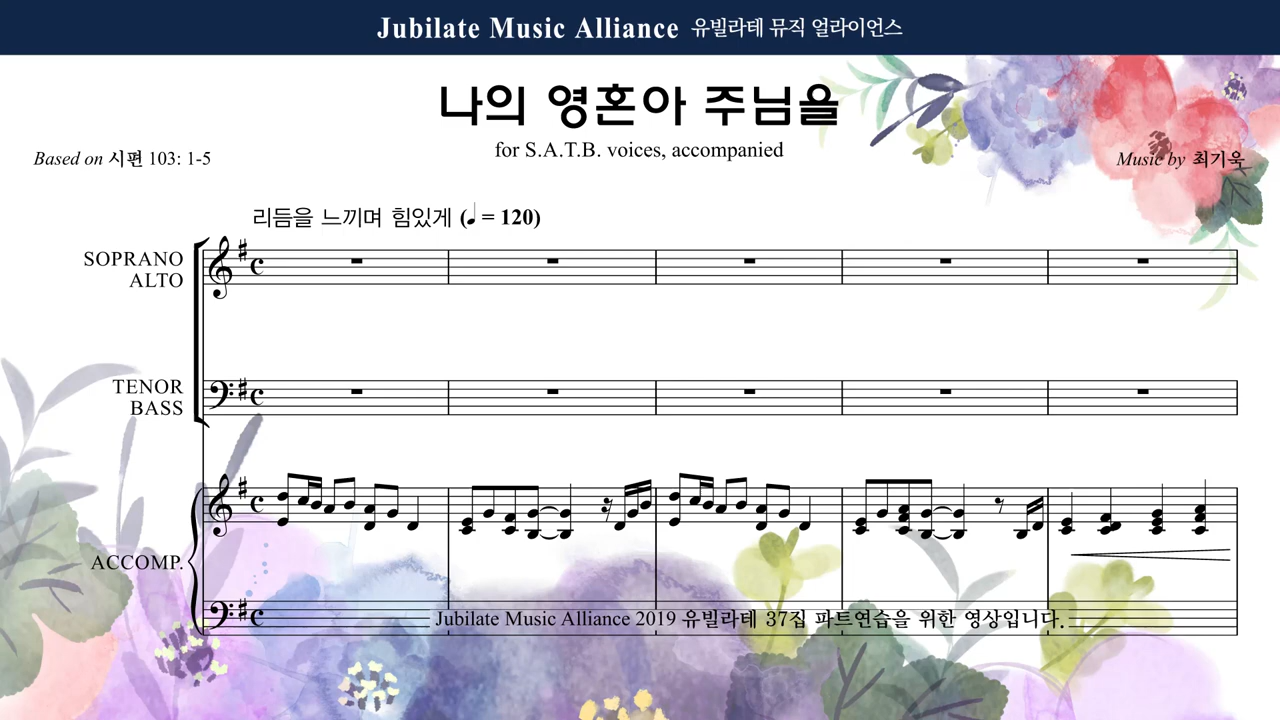 Jubilate Music Alliance 유빌라테 뮤직 얼라이언스
나의 영혼아 주님을
for S.A.T.B. voices, accompanied
Based on 시편 103: 1-5
Music by 최기욱
리듬을 느끼며 힘있게 (♩ = 120)
SOPRANO
ALTO
TENOR
BASS
ACCOMP.
Jubilate Music Alliance 2019 유빌라테 37집 파트연습을 위한 영상입니다.